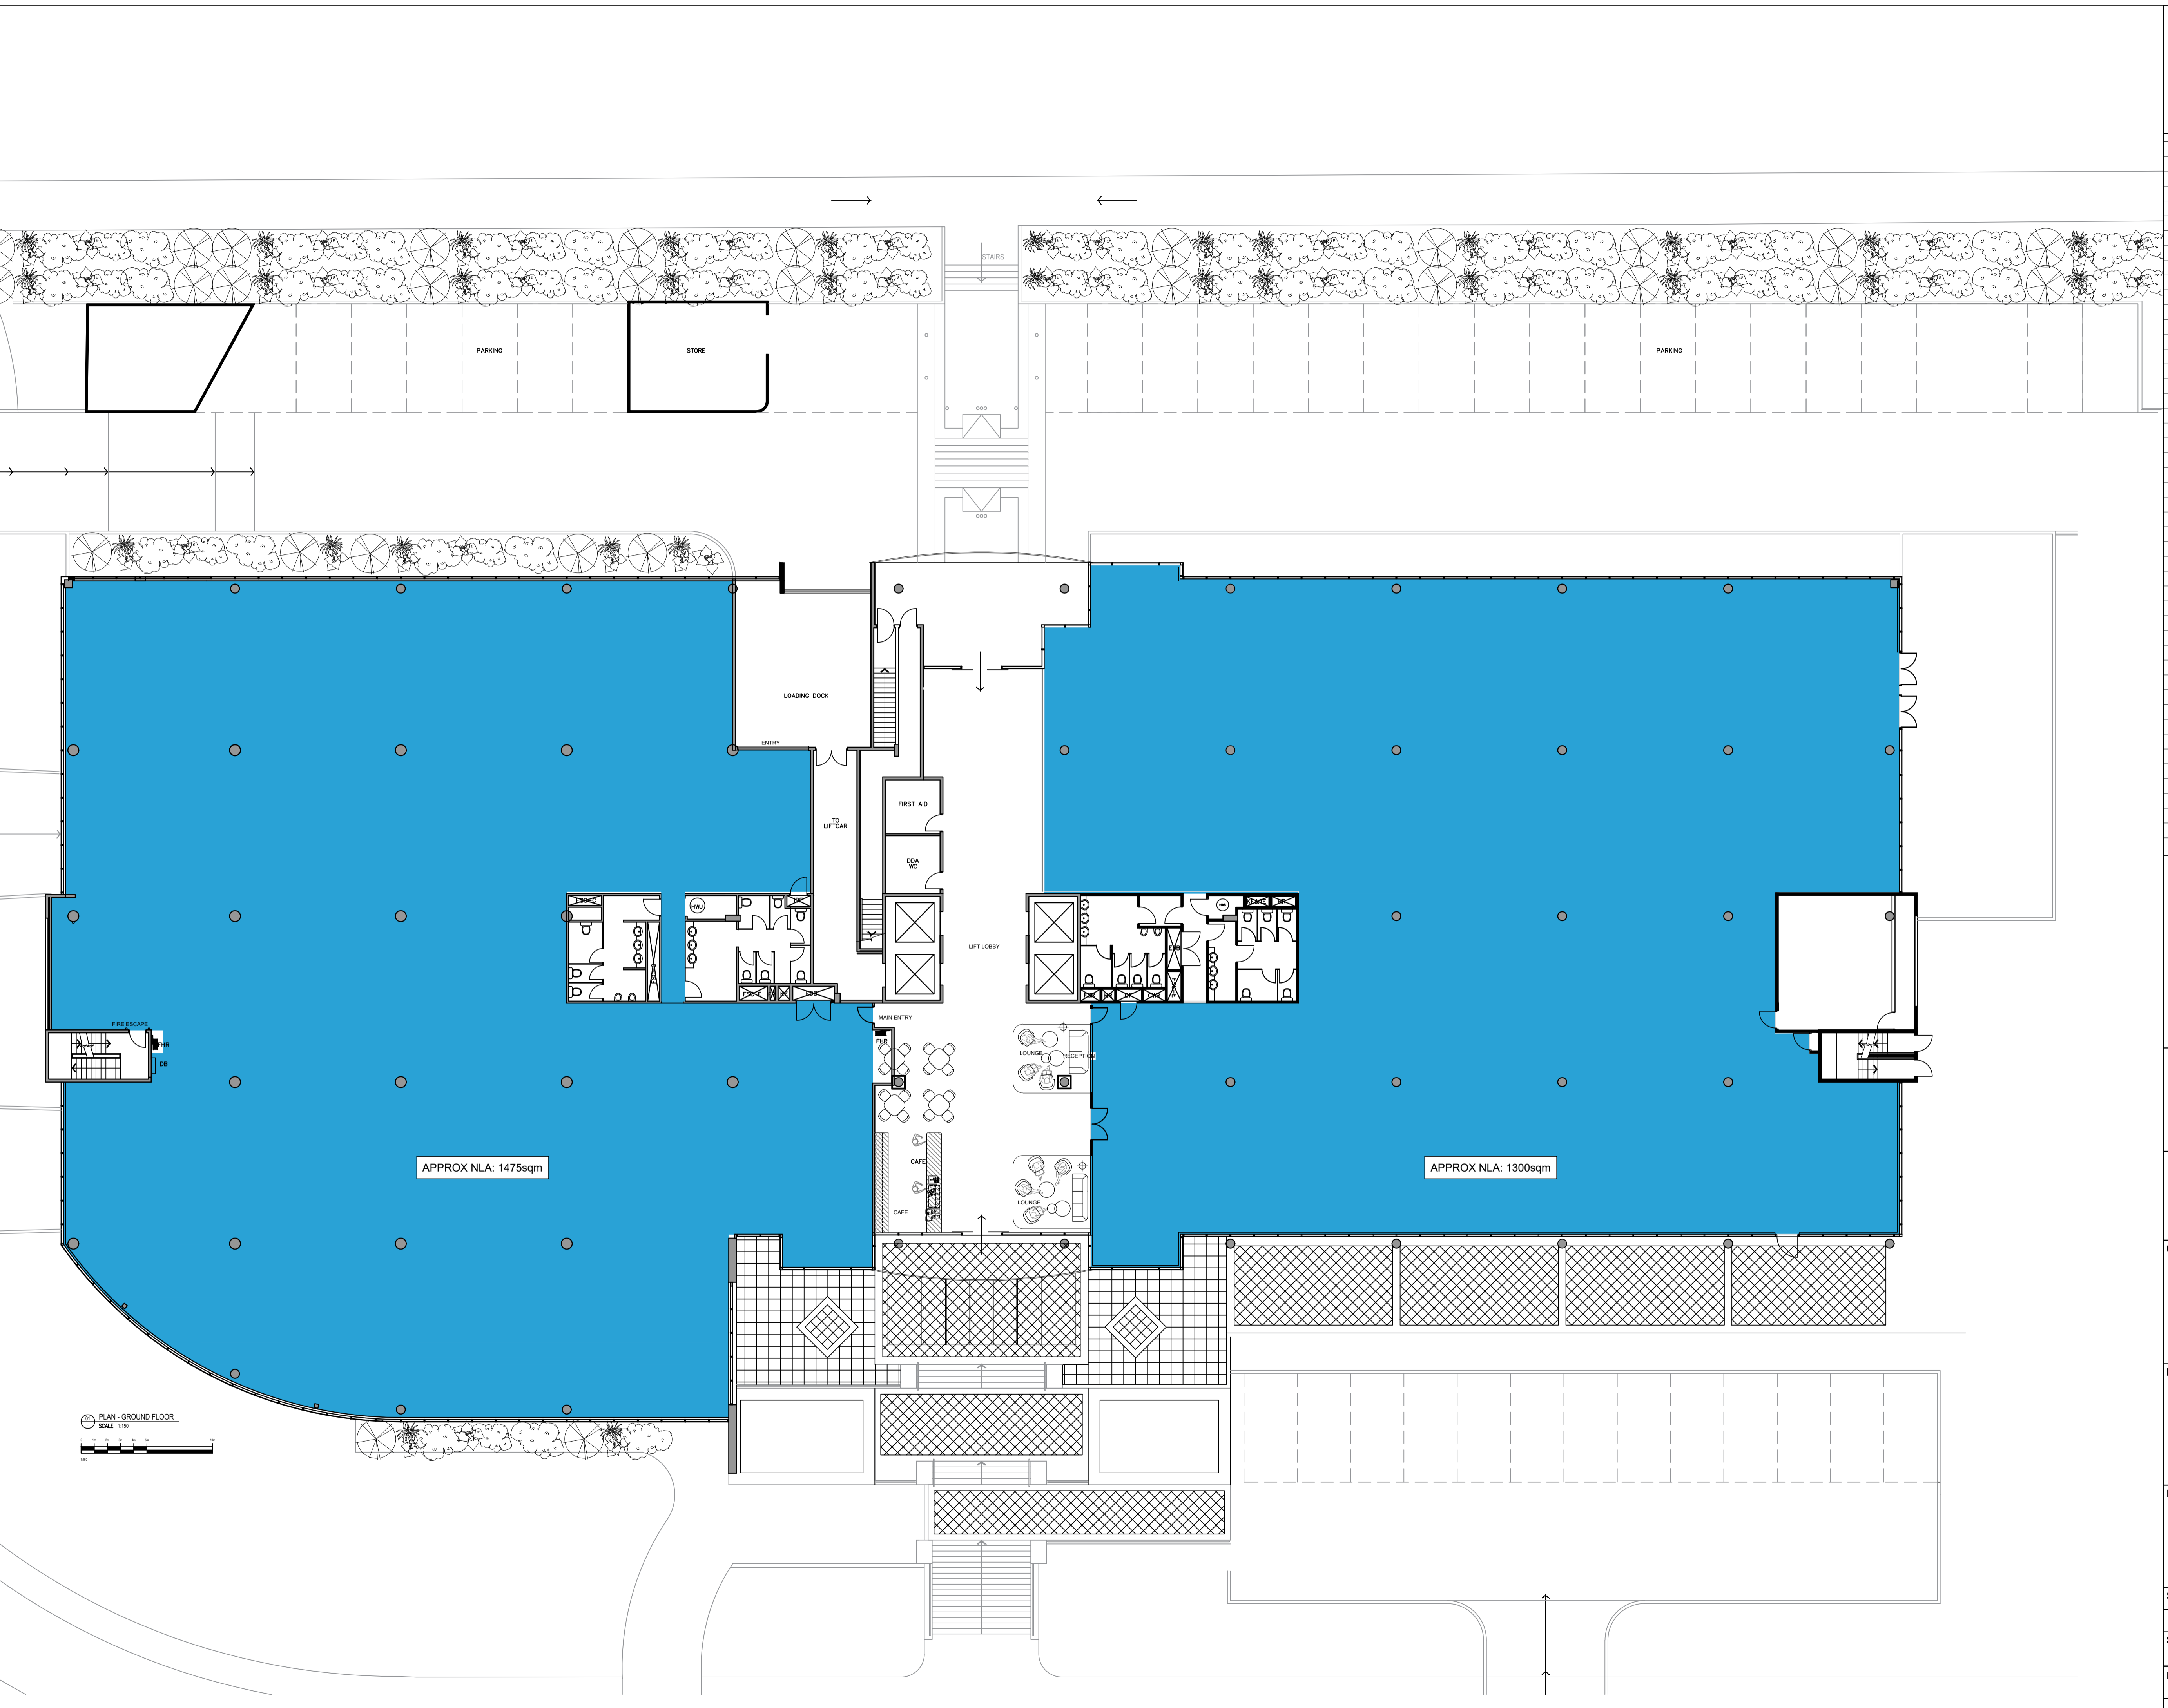 STAIRS
PARKING
STORE
PARKING
LOADING DOCK
ENTRY
FIRST AID
TO
LIFTCAR
DDA
WC
HWU
EDB
LIFT LOBBY
MAIN ENTRY
FHR
FIRE ESCAPE
FHR
DB
LOUNGE
RECEPTION
CAFE
APPROX NLA: 1475sqm
APPROX NLA: 1300sqm
LOUNGE
CAFE
PLAN - GROUND FLOOR
SCALE 1:150